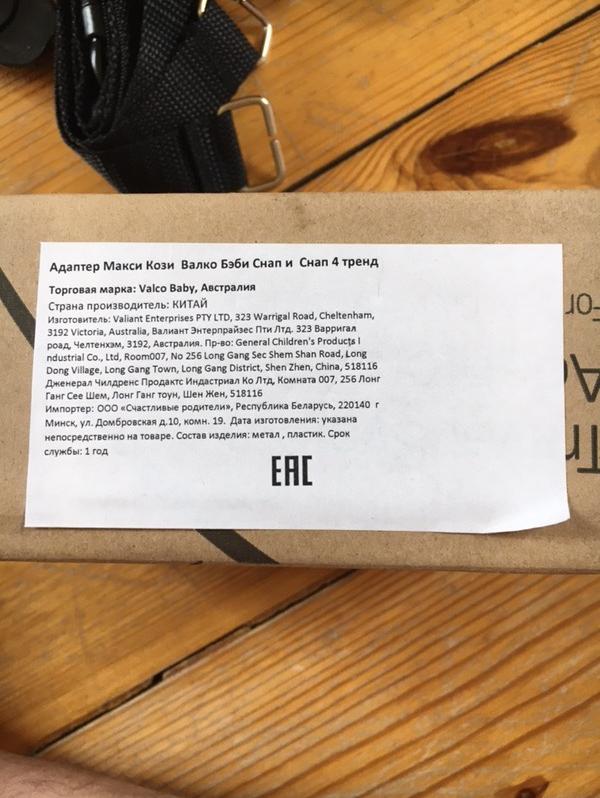 Адаптер Макси Кози Валко Бэби Снап и Снап 4 тренд
Торговая марка: Valco Baby, Австралия
Страна производитель: КИТАЙ
Изготовитель: Valiant Enterprises PTY LTD, 323 Warrigal Road, Cheltenham,
3192 Victoria, Australia, Валиант Энтерпрайзес Пти Лтд. 323 Варригал
роад, Челтенхэм, 3192, Австралия. Пр-во: General Children's Products I
ndustrial Co., Ltd, Room007, No 256 Long Gang Sec Shem Shan Road, Long
Dong Village, Long Gang Town, Long Gang District, Shen Zhen, China, 518116
Дженерал Чилдренс Продактс Индастриал Ко Лтд, Комната 007, 256 Лонг
Ганг Сее Шем, Лонг Ганг тоун, Шен Жен, 518116
Импортер: ООО «Счастливые родители», Республика Беларусь, 220140 г
Минск, ул. Домбровская д.10, комн. 19. Дата изготовления: указана
непосредственно на товаре. Состав изделия: метал , пластик. Срок
службы: 1 год
EAC